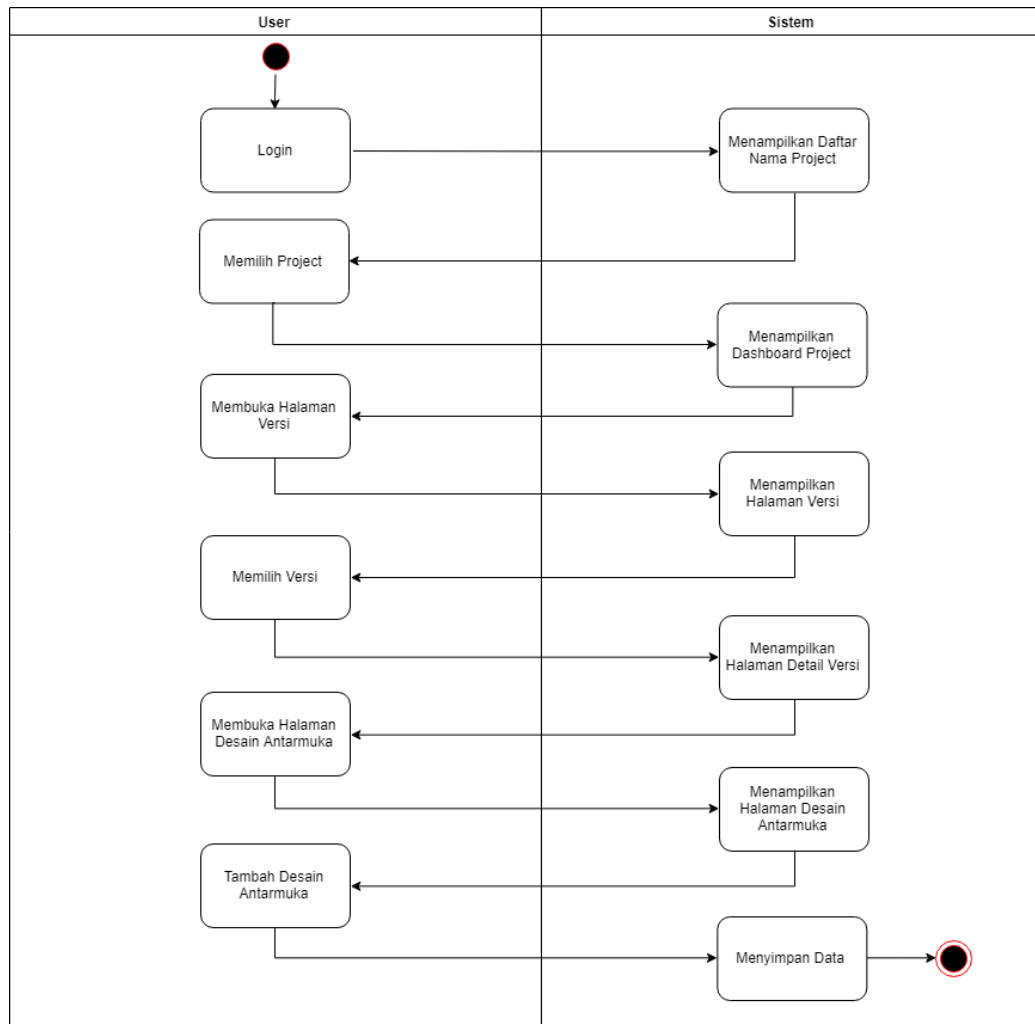 User
Sistem
Login
Menampilkan Daftar
Nama Project
Memilih Project
Menampilkan
Dashboard Project
Membuka Halaman
Versi
Menampilkan
Halaman Versi
Memilih Versi
Menampilkan
Halaman Detail Versi
Membuka Halaman
Desain Antarmuka
Menampilkan
Halaman Desain
Antarmuka
Tambah Desain
Antarmuka
Menyimpan Data